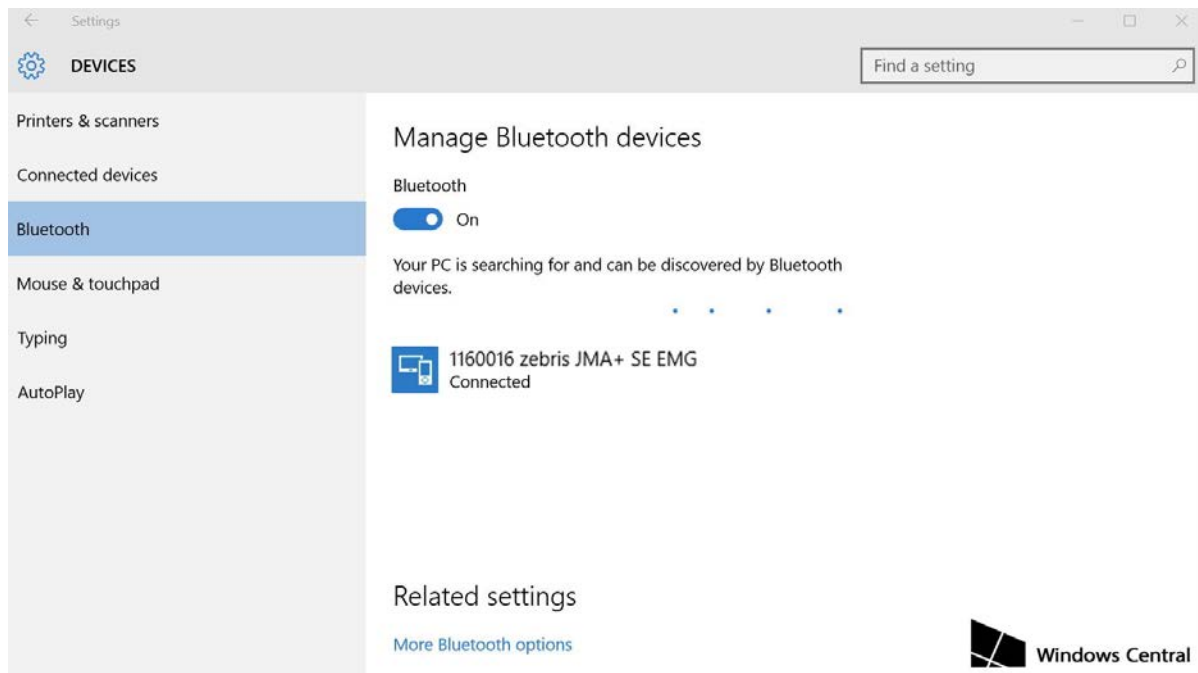 Settings
DEVICES
Find a setting
Printers & scanners
Connected devices
Bluetooth
Mouse & touchpad
Typing
AutoPlay
Manage Bluetooth devices
Bluetooth
On
Your PC is searching for and can be discovered by Bluetooth
devices.
1160016 zebris JMA+ SE EMG
Connected
Related settings
More Bluetooth options
Windows Central